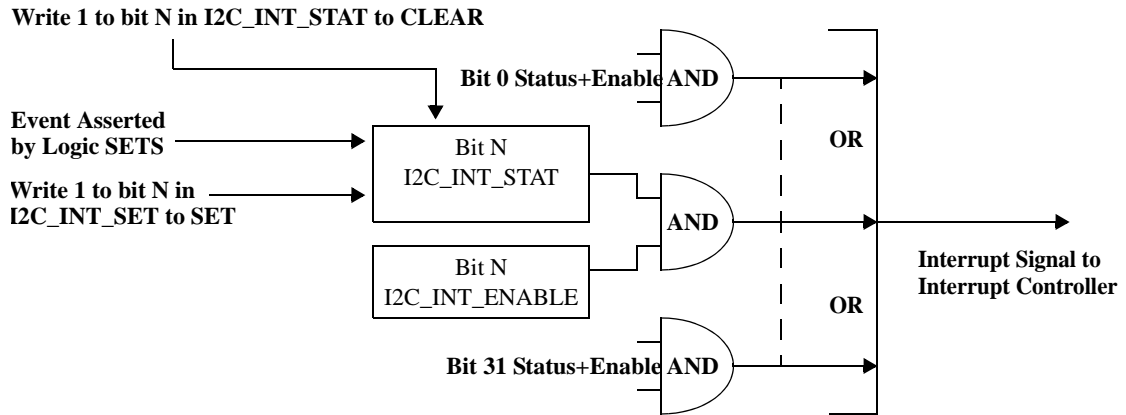 Write 1 to bit N in I2C_INT_STAT to CLEAR
Bit 0 Status+Enable AND
Event Asserted
by Logic SETS
Bit N
I2C_INT_STAT
OR
Write 1 to bit N in
I2C_INT_SET to SET
AND
Bit N
I2C_INT_ENABLE
Interrupt Signal to
Interrupt Controller
OR
Bit 31 Status+Enable AND